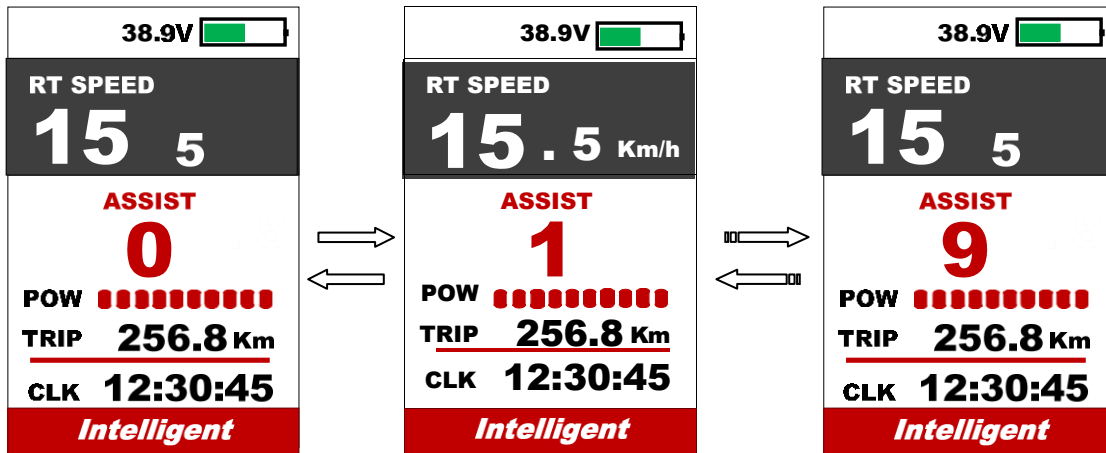 38.9V
RT SPEED
15 5
ASSIST
0
POW
TRIP 256.8 Km
CLK 12:30:45
Intelligent
38.9V
RT SPEED
15 . 5 Km/h
ASSIST
1
POW
TRIP 256.8 Km
CLK 12:30:45
Intelligent
38.9V
RT SPEED
15 5
ASSIST
9
POW
TRIP 256.8 Km
CLK 12:30:45
Intelligent